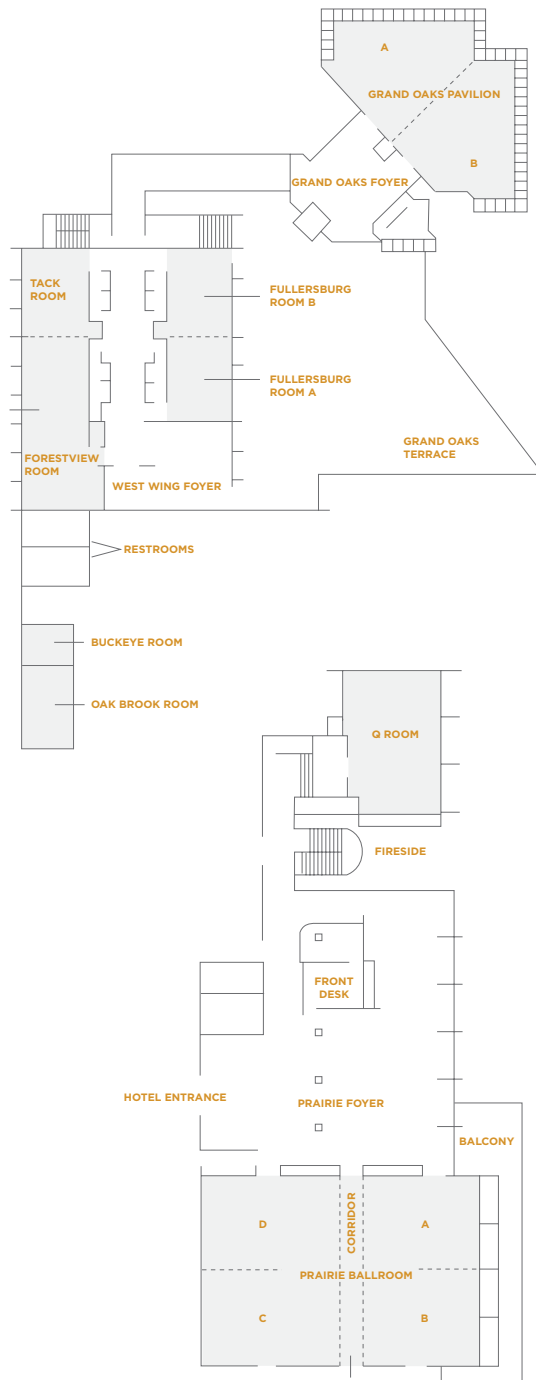 A
GRAND OAKS PAVILION
B
GRAND OAKS FOYER
TACK
ROOM
FULLERSBURG
ROOM B
FULLERSBURG
ROOM A
GRAND OAKS
TERRACE
FORESTVIEW
ROOM
WEST WING FOYER
RESTROOMS
BUCKEYE ROOM
OAK BROOK ROOM
Q ROOM
FIRESIDE
FRONT
DESK
HOTEL ENTRANCE
PRAIRIE FOYER
BALCONY
CORRIDOR
D
A
PRAIRIE BALLROOM
C
B